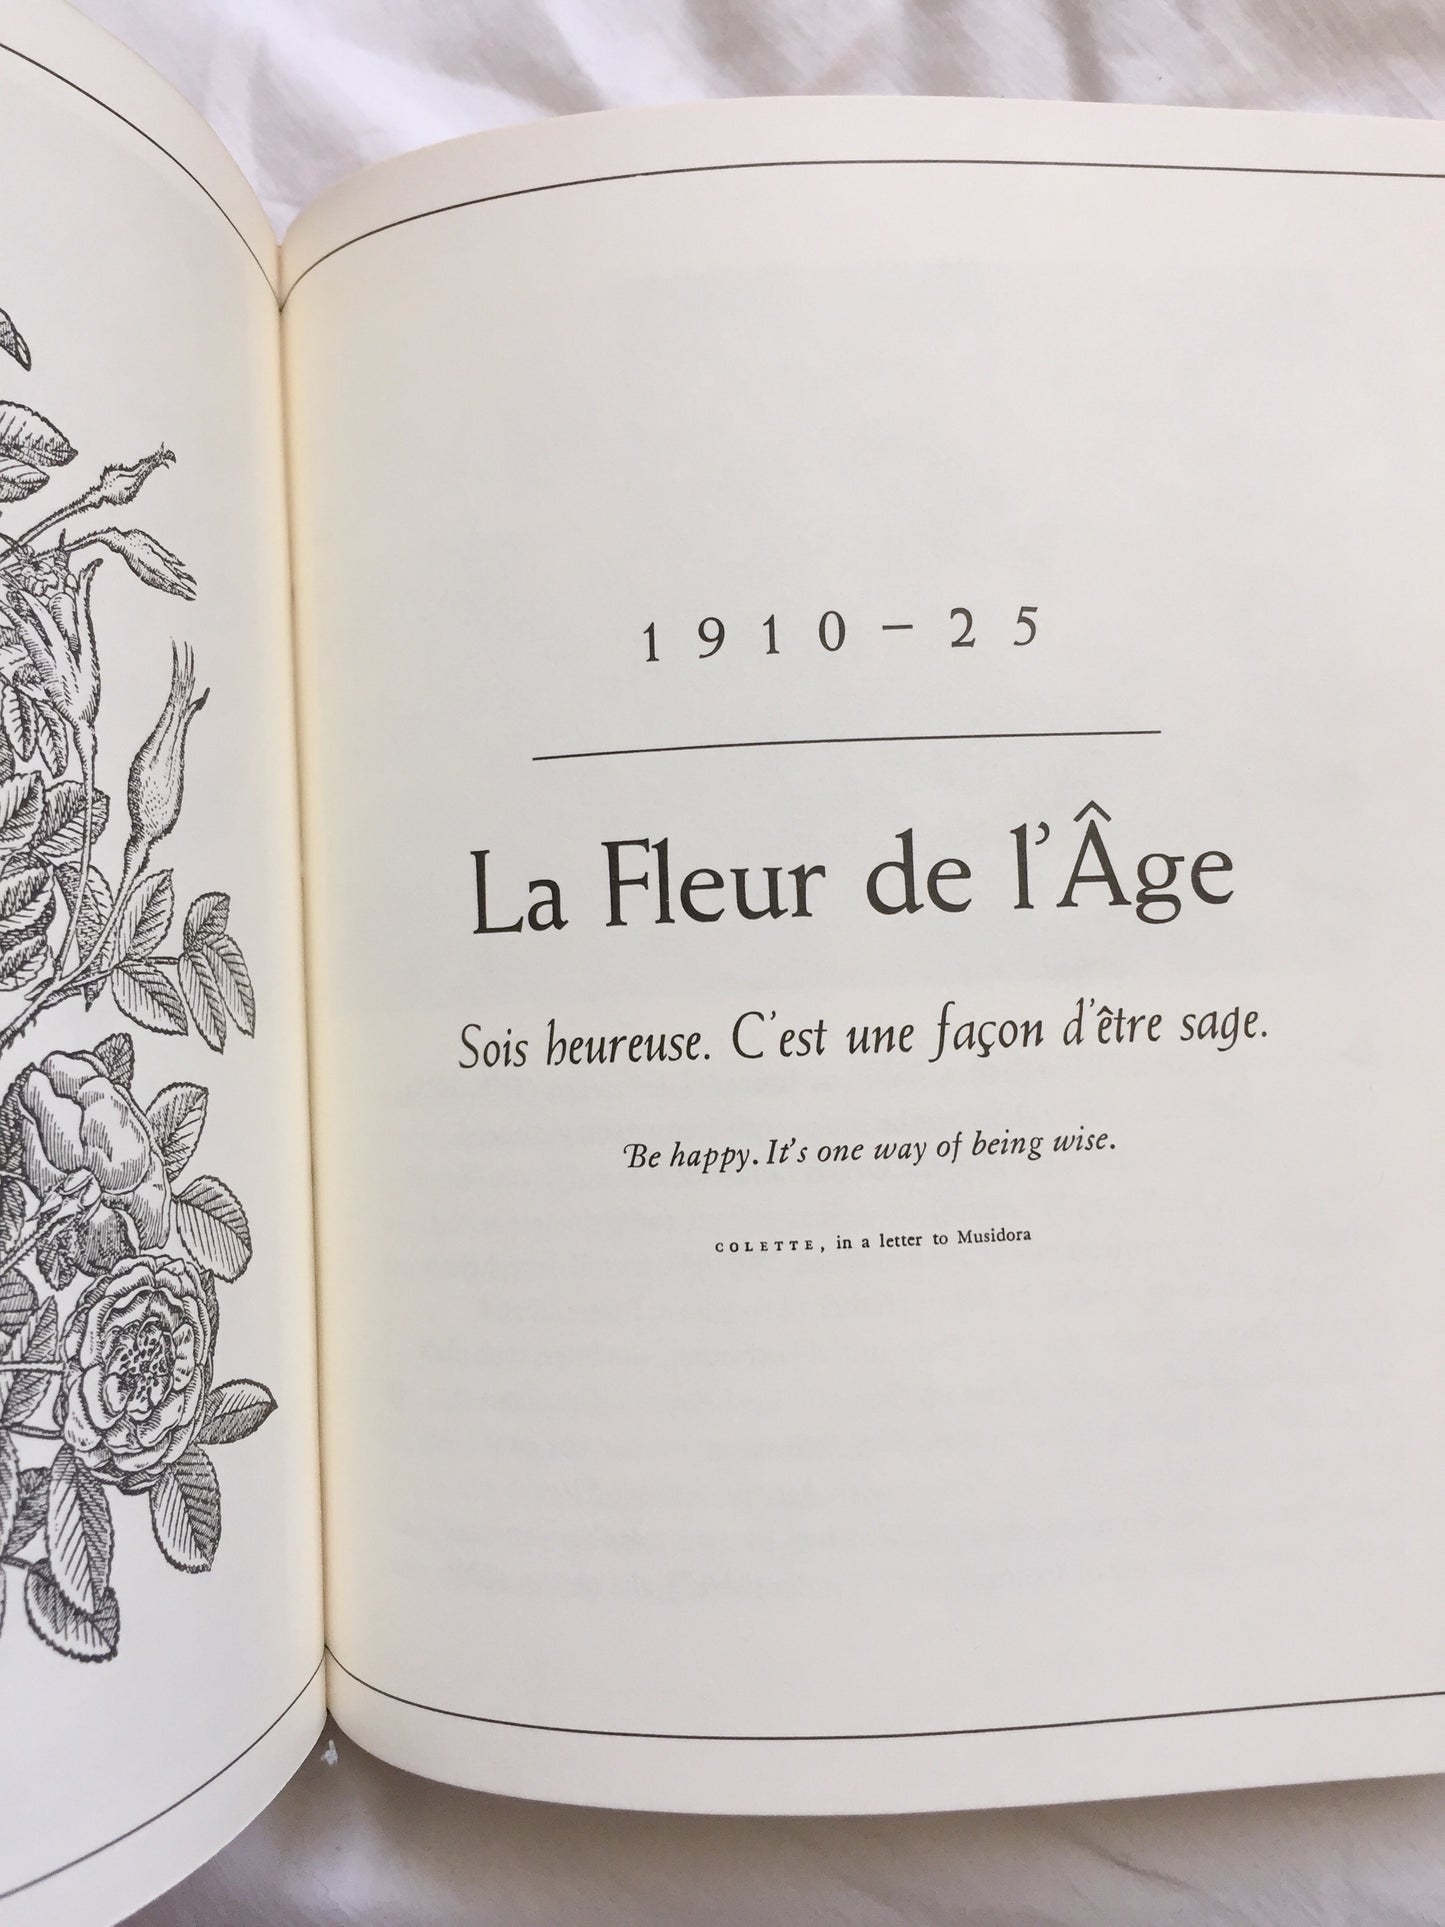 1910–25
La Fleur de l'Âge
Sois heureuse. C'est une façon d'être sage.
Be happy. It's one way of being wise.
COLETTE, in a letter to Musidora